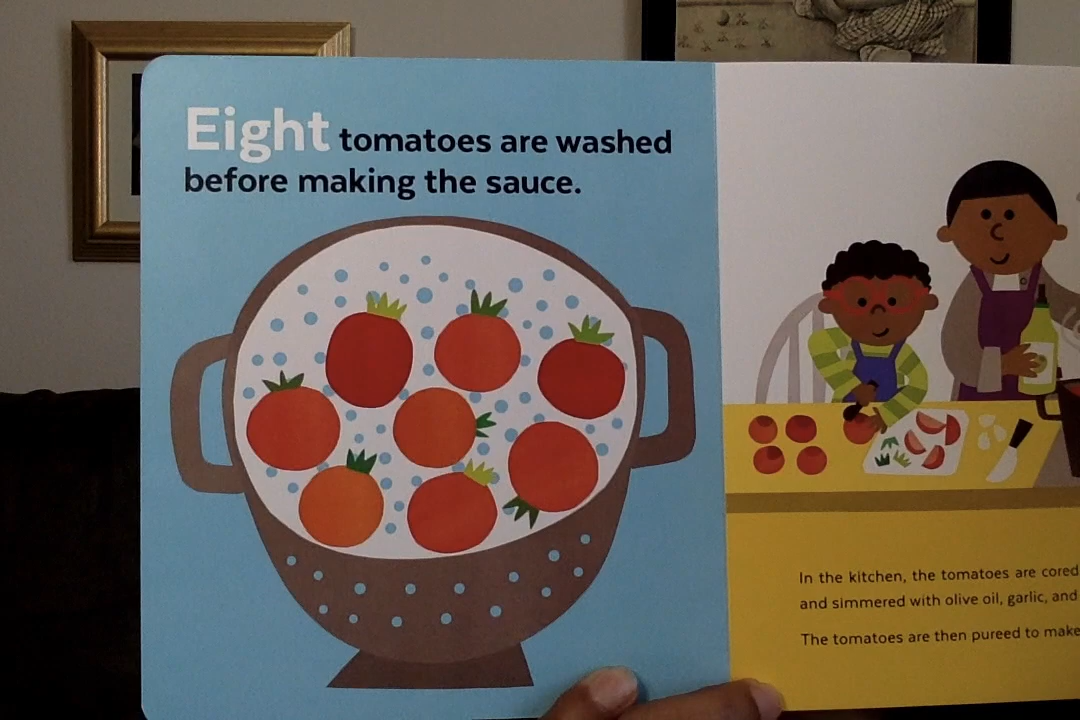 Eight tomatoes are washed
before making the sauce.
In the kitchen, the tomatoes are cored
and simmered with olive oil, garlic, and
The tomatoes are then pureed to make